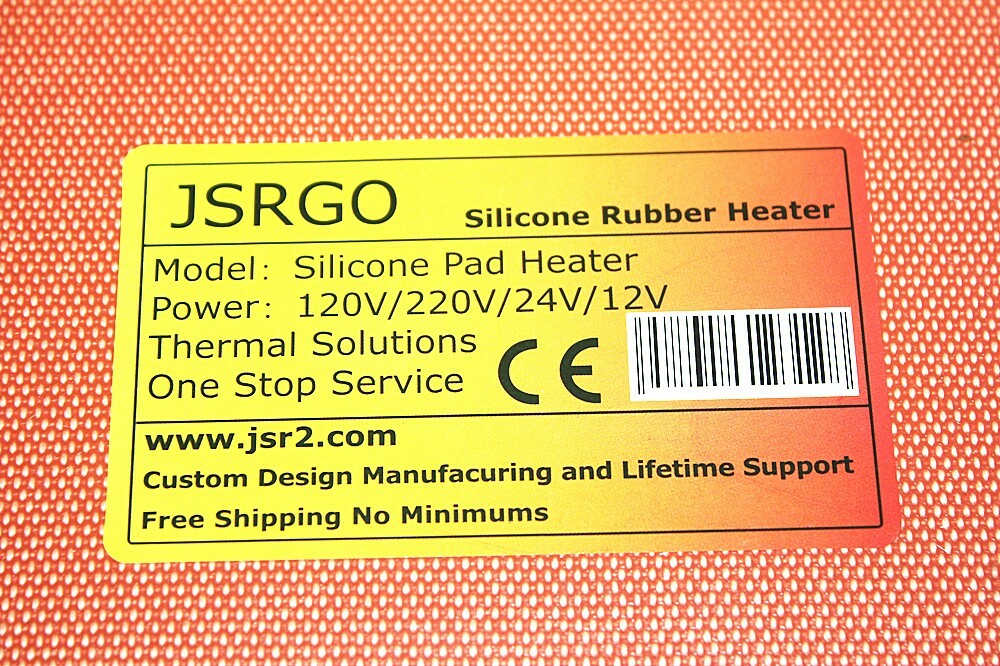 JSRGO
Silicone Rubber Heater
Model: Silicone Pad Heater
Power: 120V/220V/24V/12V
Thermal Solutions
One Stop Service
CE
www.jsr2.com
Custom Design Manufacuring and Lifetime Support
Free Shipping No Minimums